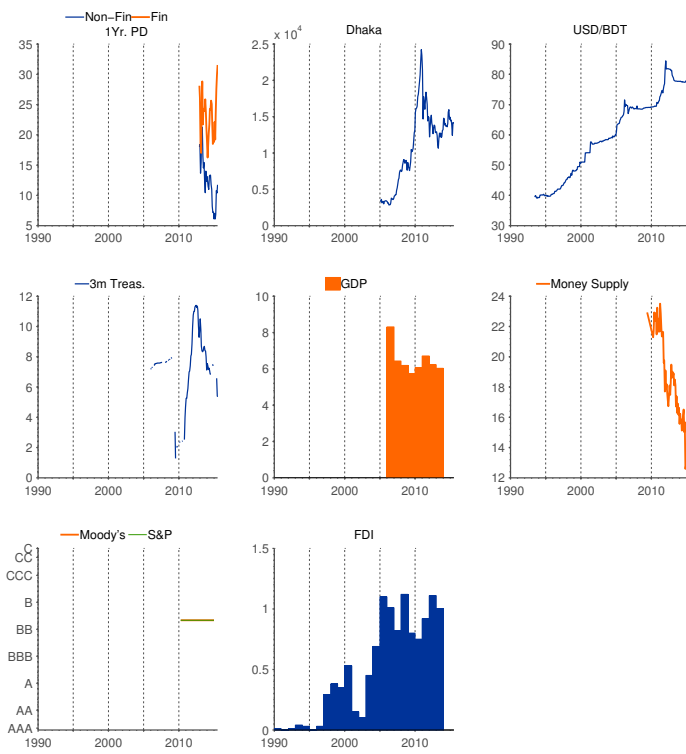 Non-Fin Fin
1Yr. PD
35
30
25
20
15
10
5
1990 2000 2010
Dhaka
x 10^4
2.5
2
1.5
1
0.5
0
1990 2000 2010
USD/BDT
90
80
70
60
50
40
30
1990 2000 2010
3m Treas.
12
10
8
6
4
2
0
1990 2000 2010
GDP
10
8
6
4
2
0
1990 2000 2010
Money Supply
24
22
20
18
16
14
12
1990 2000 2010
Moody's S&P
C
CC
CCC
B
BB
BBB
A
AA
AAA
1990 2000 2010
FDI
1.5
1
0.5
0
1990 2000 2010